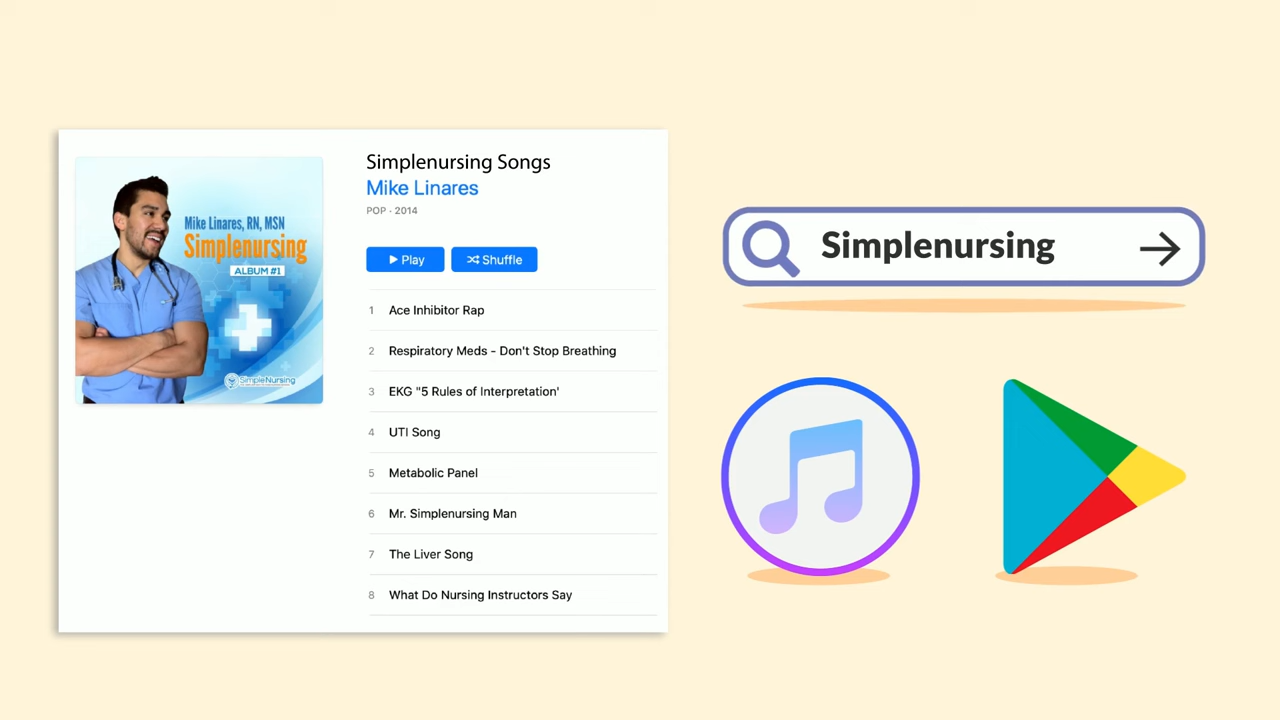 Mike Linares, RN, MSN
Simplenursing
ALBUM #1
SimpleNursing
Simplenursing Songs
Mike Linares
POP · 2014
Play
Shuffle
1 Ace Inhibitor Rap
2 Respiratory Meds - Don't Stop Breathing
3 EKG "5 Rules of Interpretation'
4 UTI Song
5 Metabolic Panel
6 Mr. Simplenursing Man
7 The Liver Song
8 What Do Nursing Instructors Say
Simplenursing